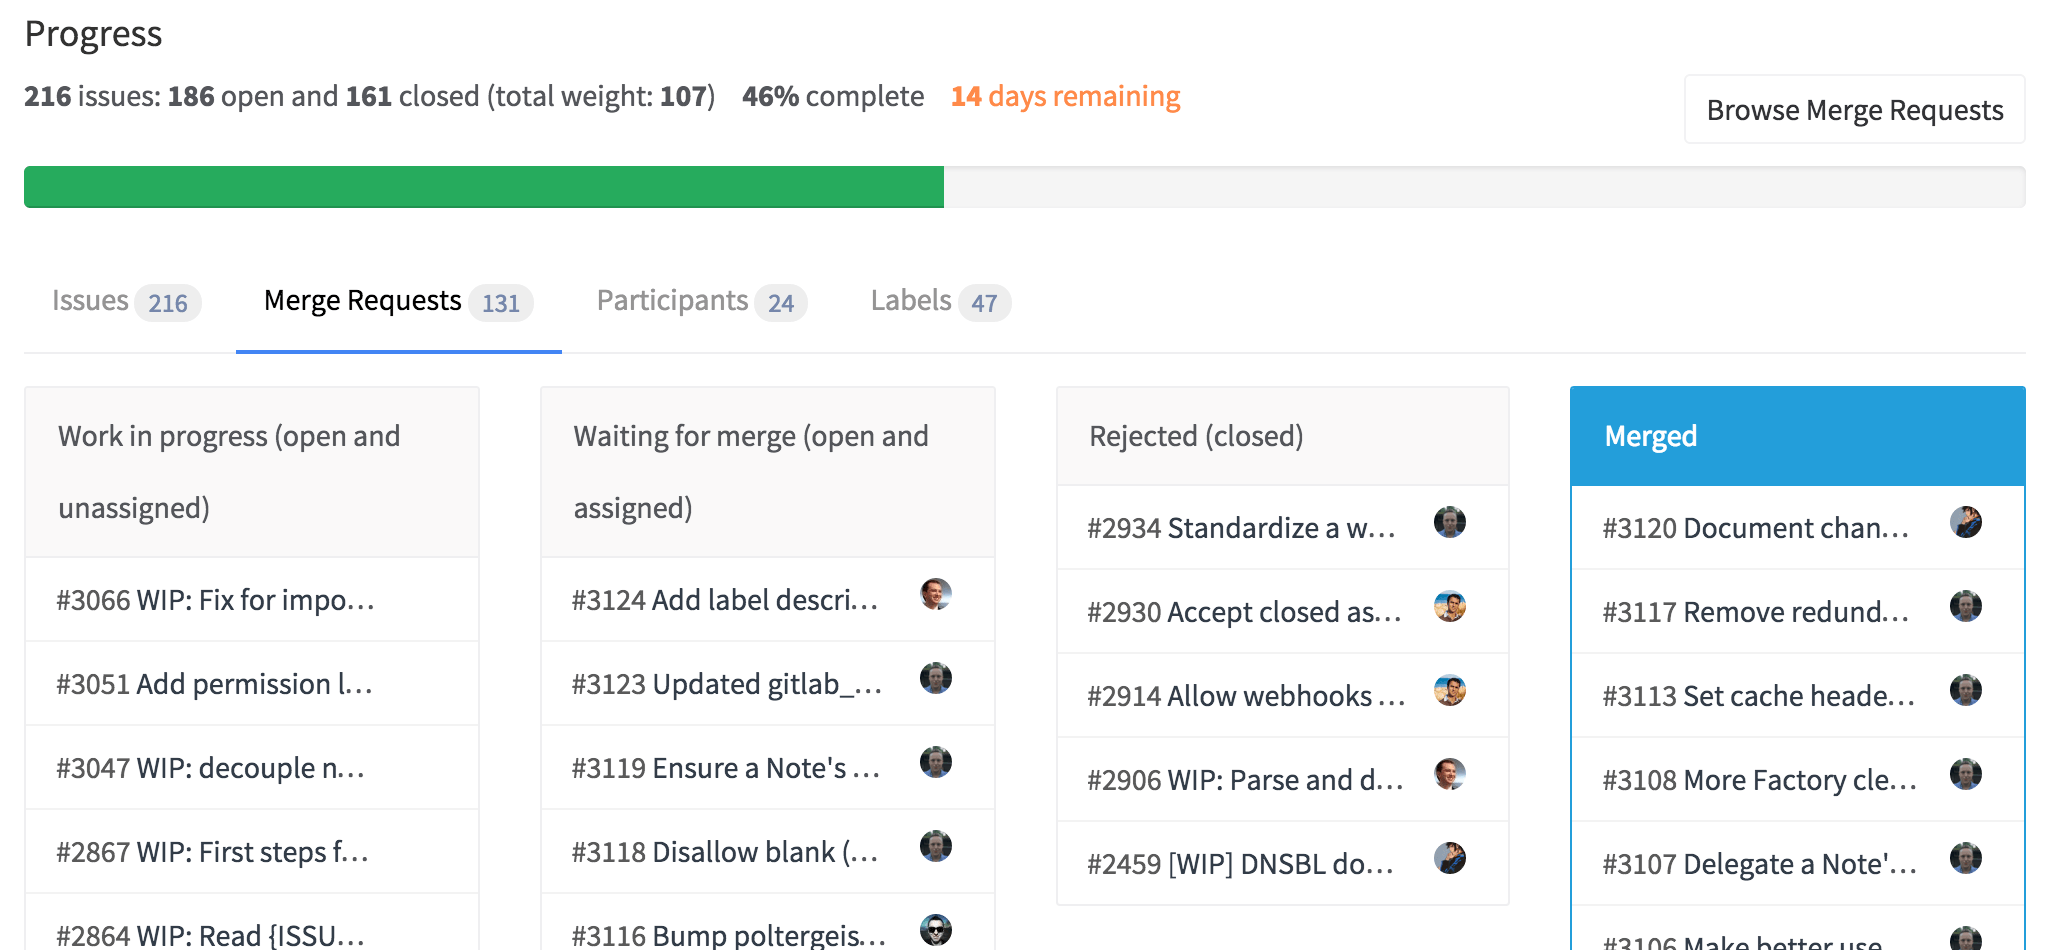 Progress
216 issues: 186 open and 161 closed (total weight: 107) 46% complete 14 days remaining
Browse Merge Requests
Issues 216 Merge Requests 131 Participants 24 Labels 47
Work in progress (open and
unassigned)
#3066 WIP: Fix for impo...
#3051 Add permission l...
#3047 WIP: decouple n...
#2867 WIP: First steps f...
#2864 WIP: Read {ISSU...
Waiting for merge (open and
assigned)
#3124 Add label descri...
#3123 Updated gitlab_...
#3119 Ensure a Note's ...
#3118 Disallow blank (...
#3116 Bump poltergeis...
Rejected (closed)
#2934 Standardize a w...
#2930 Accept closed as...
#2914 Allow webhooks ...
#2906 WIP: Parse and d...
#2459 [WIP] DNSBL do...
Merged
#3120 Document chan...
#3117 Remove redund...
#3113 Set cache heade...
#3108 More Factory cle...
#3107 Delegate a Note'...
#3106 Make better use